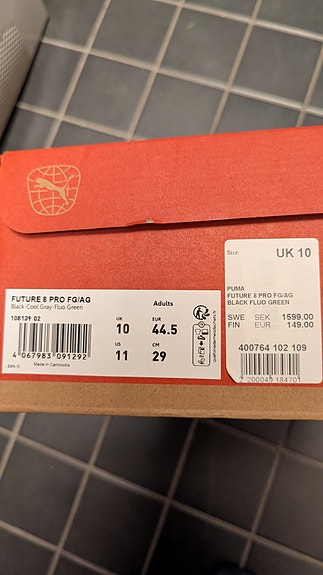 FUTURE 8 PRO FG/AG
Black-Cool Gray-Fluo Green
108139 02
Adults
UK EUR
10 44.5
US CM
11 29
4 067983 091292
Made in Cambodia
Size UK 10
PUMA
FUTURE 8 PRO FG/AG
BLACK FLUO GREEN
SWE SEK 1599.00
FIN EUR 149.00
400764 102 109
2 200049 18470